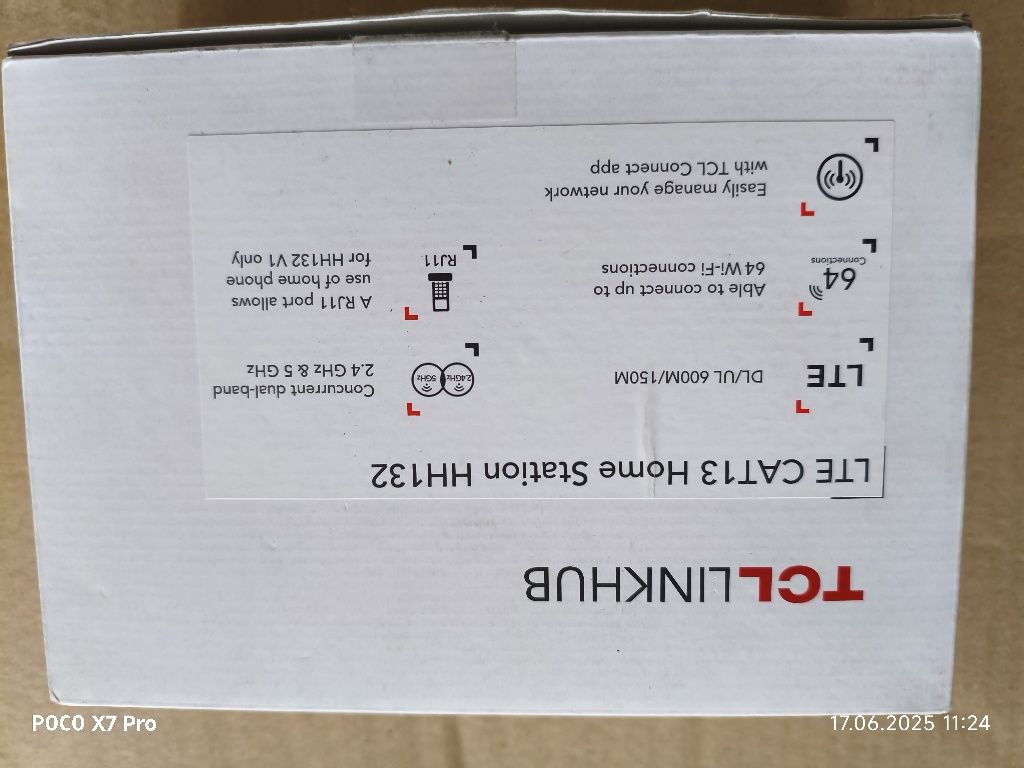 TCL LINKHUB
LTE CAT13 Home Station HH132
LTE
DL/UL 600M/150M
2.4GHz
5GHz
Concurrent dual-band
2.4 GHz & 5 GHz
64
Connections
Able to connect up to
64 Wi-Fi connections
RJ11
A RJ11 port allows
use of home phone
for HH132 V1 only
Easily manage your network
with TCL Connect app
POCO X7 Pro
17.06.2025 11:24